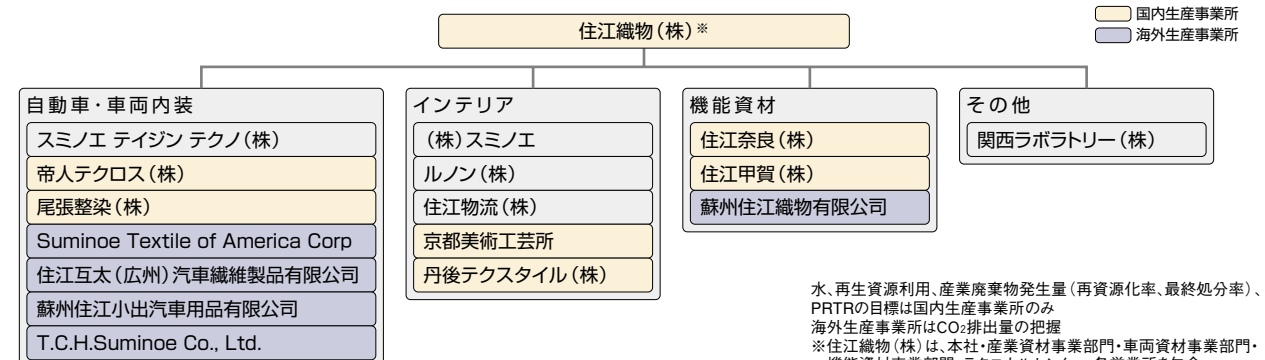 住江織物(株)※
国内生産事業所
海外生産事業所
自動車・車両内装
スミノエ テイジン テクノ(株)
帝人テクロス(株)
尾張整染(株)
Suminoe Textile of America Corp
住江互太(広州)汽車繊維製品有限公司
蘇州住江小出汽車用品有限公司
T.C.H.Suminoe Co., Ltd.
インテリア
(株)スミノエ
ルノン(株)
住江物流(株)
京都美術工芸所
丹後テクスタイル(株)
機能資材
住江奈良(株)
住江甲賀(株)
蘇州住江織物有限公司
その他
関西ラボラトリー(株)
水、再生資源利用、産業廃棄物発生量(再資源化率、最終処分率)、
PRTRの目標は国内生産事業所のみ
海外生産事業所はCO₂排出量の把握
※住江織物(株)は、本社・産業資材事業部門・車両資材事業部門・